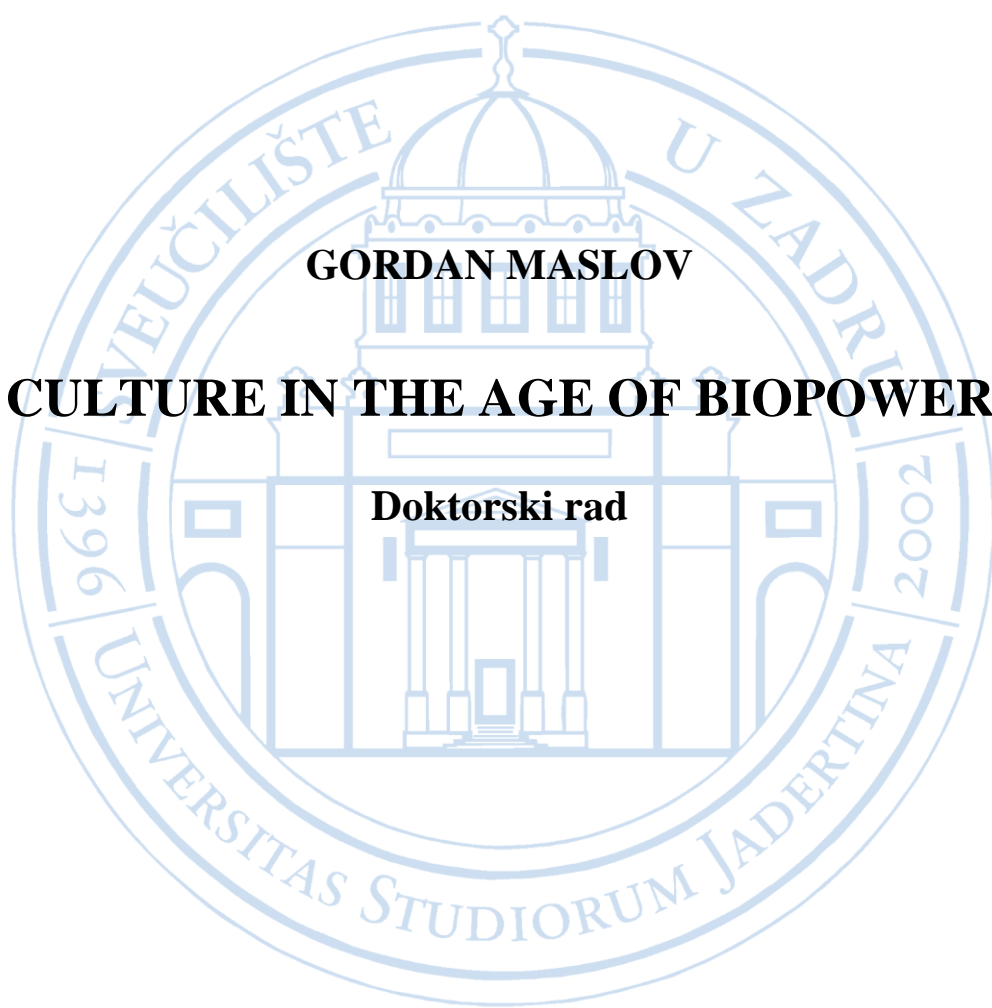 GORDAN MASLOV
CULTURE IN THE AGE OF BIOPOWER
Doktorski rad
SVEUČILIŠTE U ZADRU
1396
2002
UNIVERSITAS STUDIORUM JADERTINA